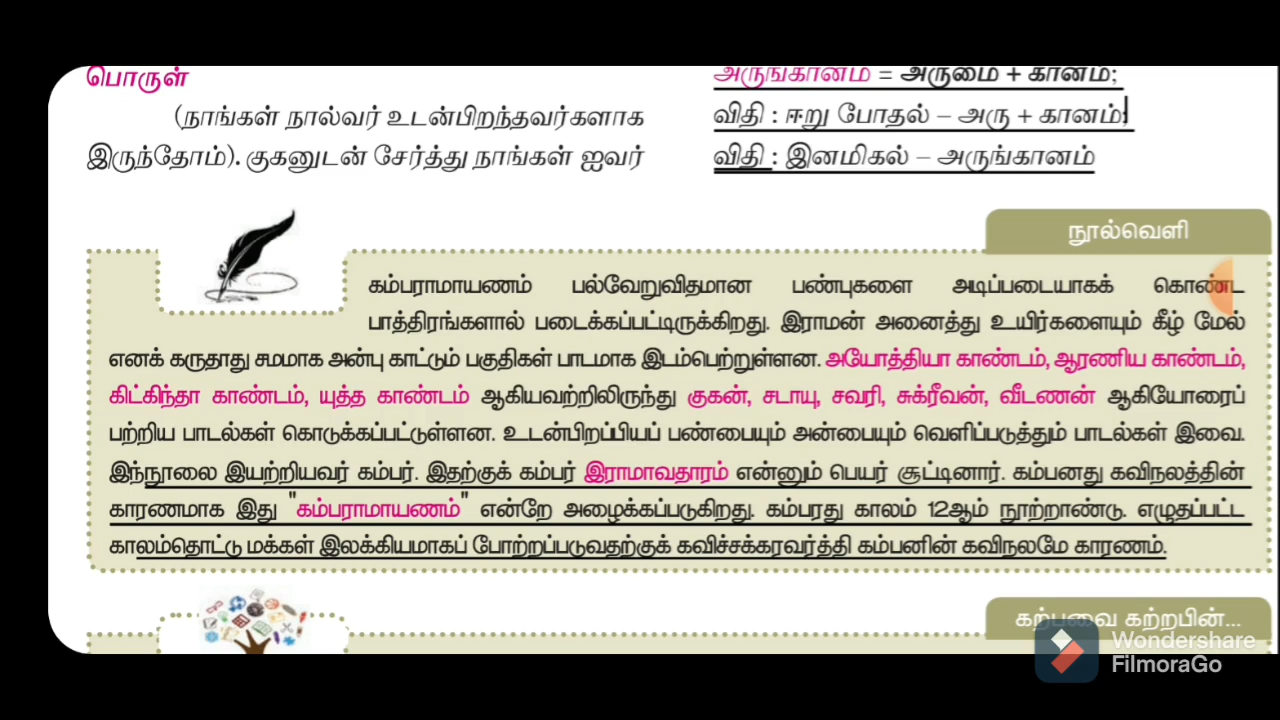 பொருள்
(நாங்கள் நால்வர் உடன்பிறந்தவர்களாக
இருந்தோம்). குகனுடன் சேர்த்து நாங்கள் ஐவர்
அருங்கானம் = அருமை + கானம்;
விதி : ஈறு போதல் – அரு + கானம்;
விதி : இனமிகல் – அருங்கானம்
நூல்வெளி
கம்பராமாயணம் பல்வேறுவிதமான பண்புகளை அடிப்படையாகக் கொண்ட
பாத்திரங்களால் படைக்கப்பட்டிருக்கிறது. இராமன் அனைத்து உயிர்களையும் கீழ் மேல்
எனக் கருதாது சமமாக அன்பு காட்டும் பகுதிகள் பாடமாக இடம்பெற்றுள்ளன. அயோத்தியா காண்டம், ஆரணிய காண்டம்,
கிட்கிந்தா காண்டம், யுத்த காண்டம் ஆகியவற்றிலிருந்து குகன், சடாயு, சவரி, சுக்ரீவன், வீடணன் ஆகியோரைப்
பற்றிய பாடல்கள் கொடுக்கப்பட்டுள்ளன. உடன்பிறப்பியப் பண்பையும் அன்பையும் வெளிப்படுத்தும் பாடல்கள் இவை.
இந்நூலை இயற்றியவர் கம்பர். இதற்குக் கம்பர் இராமாவதாரம் என்னும் பெயர் சூட்டினார். கம்பனது கவிநலத்தின்
காரணமாக இது "கம்பராமாயணம்" என்றே அழைக்கப்படுகிறது. கம்பரது காலம் 12ஆம் நூற்றாண்டு. எழுதப்பட்ட
காலம்தொட்டு மக்கள் இலக்கியமாகப் போற்றப்படுவதற்குக் கவிச்சக்கரவர்த்தி கம்பனின் கவிநலமே காரணம்.
கற்பவை கற்றபின்...
Wondershare
FilmoraGo